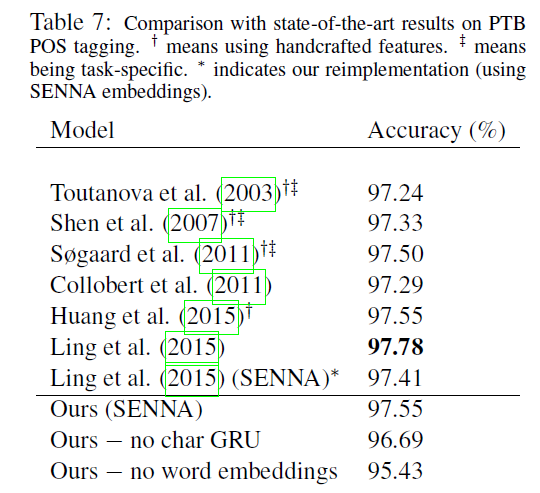 Table 7: Comparison with state-of-the-art results on PTB
POS tagging. † means using handcrafted features. ‡ means
being task-specific. * indicates our reimplementation (using
SENNA embeddings).
Model Accuracy (%)
Toutanova et al. (2003)†‡ 97.24
Shen et al. (2007)†‡ 97.33
Søgaard et al. (2011)†‡ 97.50
Collobert et al. (2011) 97.29
Huang et al. (2015)† 97.55
Ling et al. (2015) 97.78
Ling et al. (2015) (SENNA)* 97.41
Ours (SENNA) 97.55
Ours − no char GRU 96.69
Ours − no word embeddings 95.43